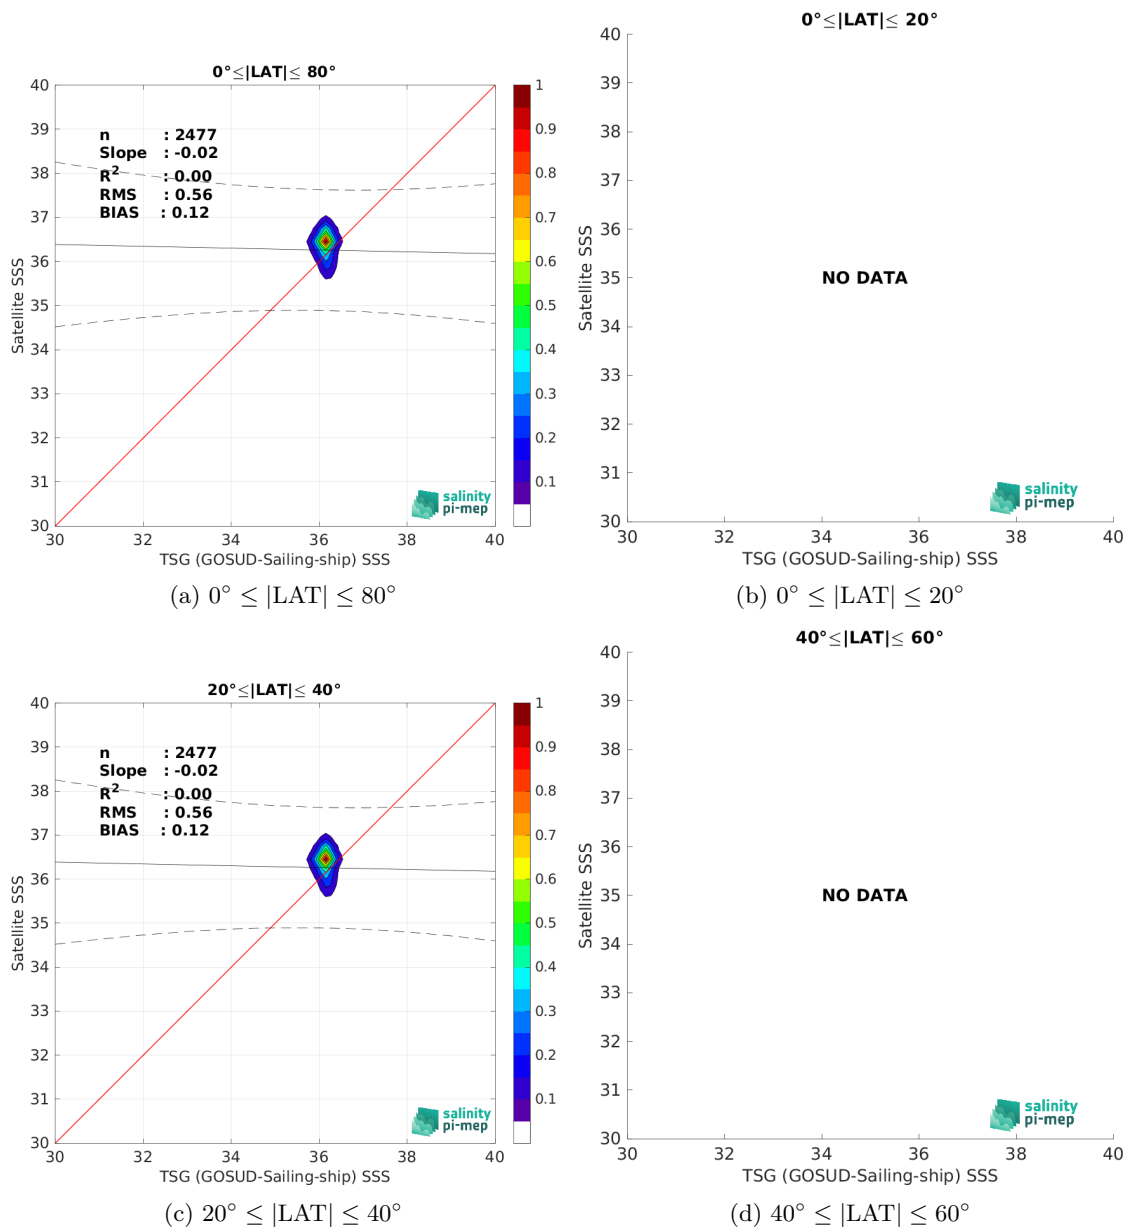 0°≤|LAT|≤ 80°
40
39
38
37
36
35
34
33
32
31
30
Satellite SSS
n : 2477
Slope : -0.02
R² : 0.00
RMS : 0.56
BIAS : 0.12
1
0.9
0.8
0.7
0.6
0.5
0.4
0.3
0.2
0.1
salinity
pi-mep
30 32 34 36 38 40
TSG (GOSUD-Sailing-ship) SSS
(a) 0° ≤ |LAT| ≤ 80°
0°≤|LAT|≤ 20°
40
39
38
37
36
35
34
33
32
31
30
Satellite SSS
NO DATA
salinity
pi-mep
30 32 34 36 38 40
TSG (GOSUD-Sailing-ship) SSS
(b) 0° ≤ |LAT| ≤ 20°
20°≤|LAT|≤ 40°
40
39
38
37
36
35
34
33
32
31
30
Satellite SSS
n : 2477
Slope : -0.02
R² : 0.00
RMS : 0.56
BIAS : 0.12
1
0.9
0.8
0.7
0.6
0.5
0.4
0.3
0.2
0.1
salinity
pi-mep
30 32 34 36 38 40
TSG (GOSUD-Sailing-ship) SSS
(c) 20° ≤ |LAT| ≤ 40°
40°≤|LAT|≤ 60°
40
39
38
37
36
35
34
33
32
31
30
Satellite SSS
NO DATA
salinity
pi-mep
30 32 34 36 38 40
TSG (GOSUD-Sailing-ship) SSS
(d) 40° ≤ |LAT| ≤ 60°